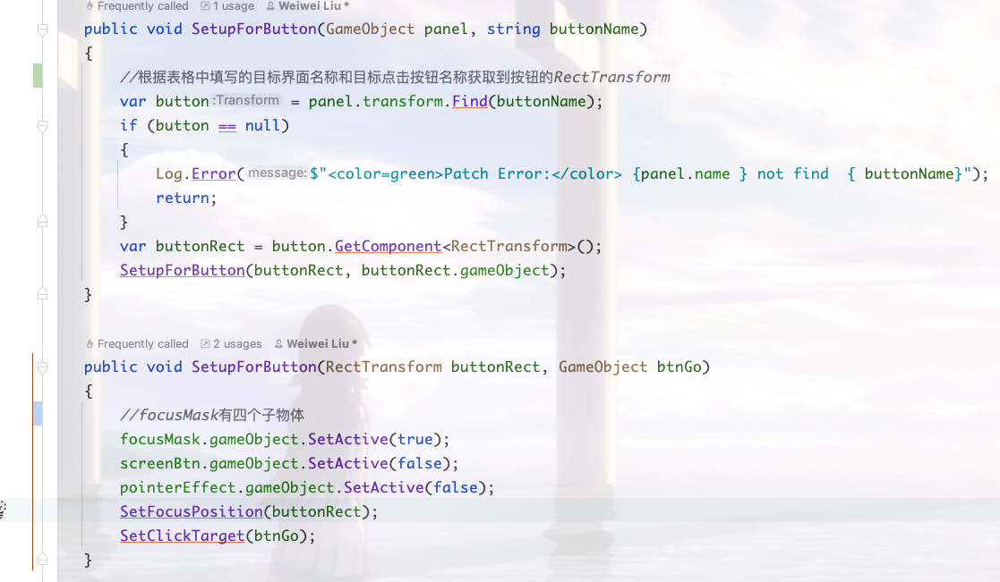 Frequently called 1 usage Weiwei Liu *
public void SetupForButton(GameObject panel, string buttonName)
{
//根据表格中填写的目标界面名称和目标点击按钮名称获取到按钮的RectTransform
var button :Transform = panel.transform.Find(buttonName);
if (button == null)
{
Log.Error( message: $"<color=green>Patch Error:</color> {panel.name } not find  { buttonName}");
return;
}
var buttonRect = button.GetComponent<RectTransform>();
SetupForButton(buttonRect, buttonRect.gameObject);
}
Frequently called 2 usages Weiwei Liu *
public void SetupForButton(RectTransform buttonRect, GameObject btnGo)
{
//focusMask有四个子物体
focusMask.gameObject.SetActive(true);
screenBtn.gameObject.SetActive(false);
pointerEffect.gameObject.SetActive(false);
SetFocusPosition(buttonRect);
SetClickTarget(btnGo);
}